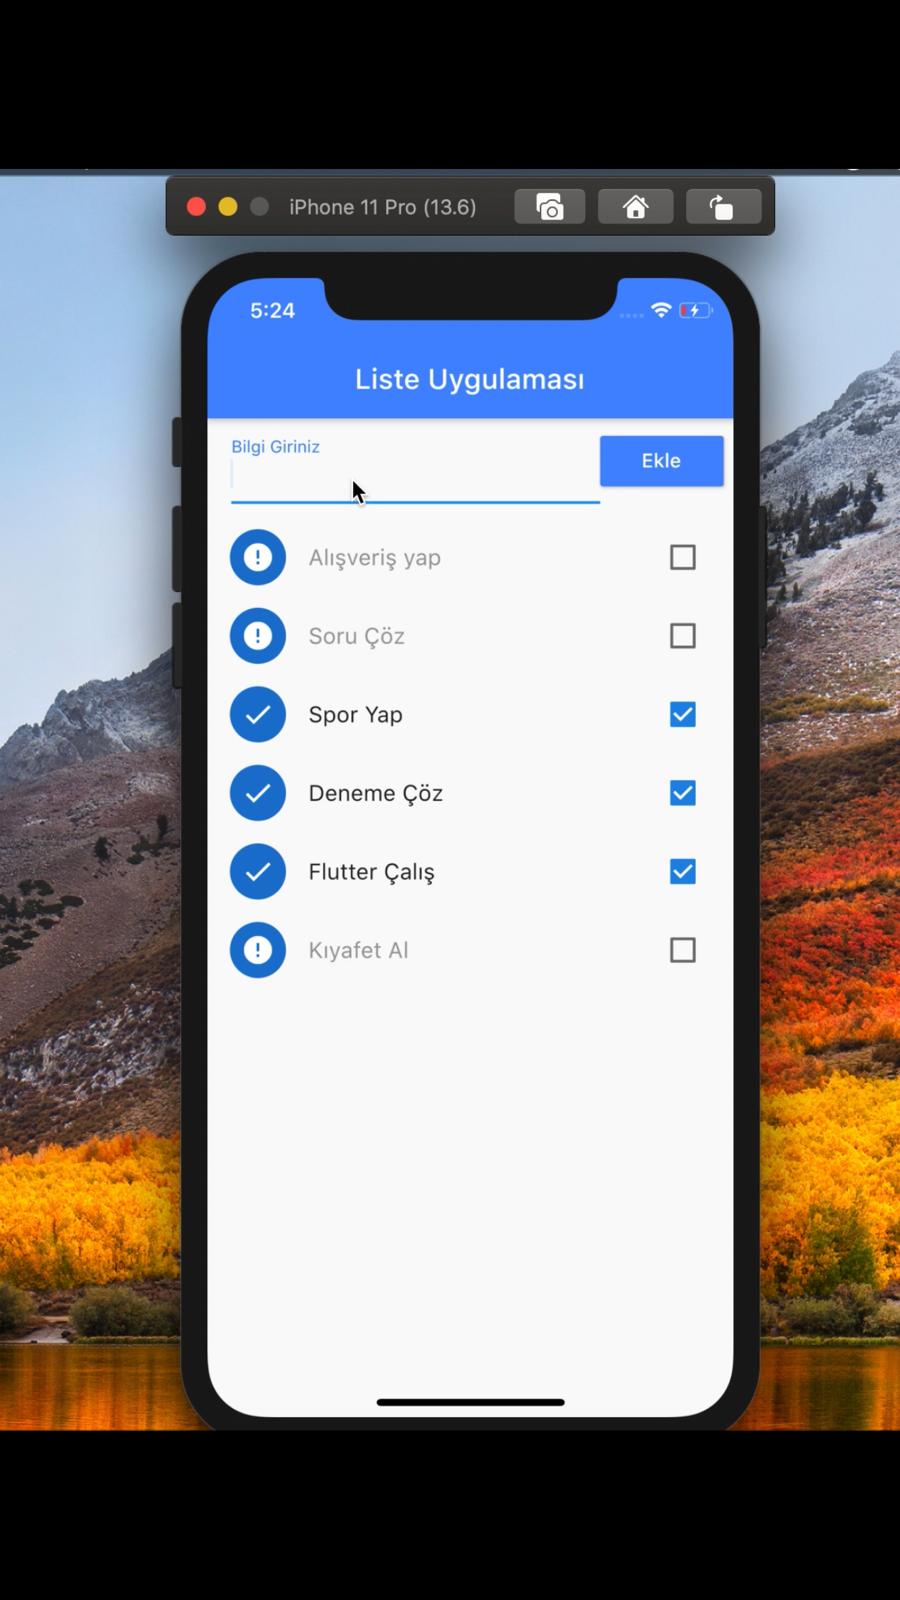 iPhone 11 Pro (13.6)
5:24
Liste Uygulaması
Bilgi Giriniz
Ekle
Alışveriş yap
Soru Çöz
Spor Yap
Deneme Çöz
Flutter Çalış
Kıyafet Al